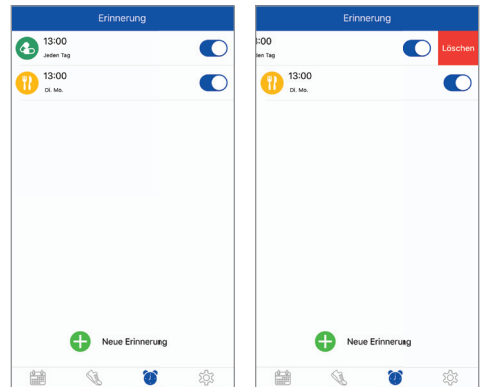 Erinnerung
13:00
Jeden Tag
13:00
Di. Mo.
Neue Erinnerung
Erinnerung
3:00
den Tag
Löschen
13:00
Di. Mo.
Neue Erinnerung